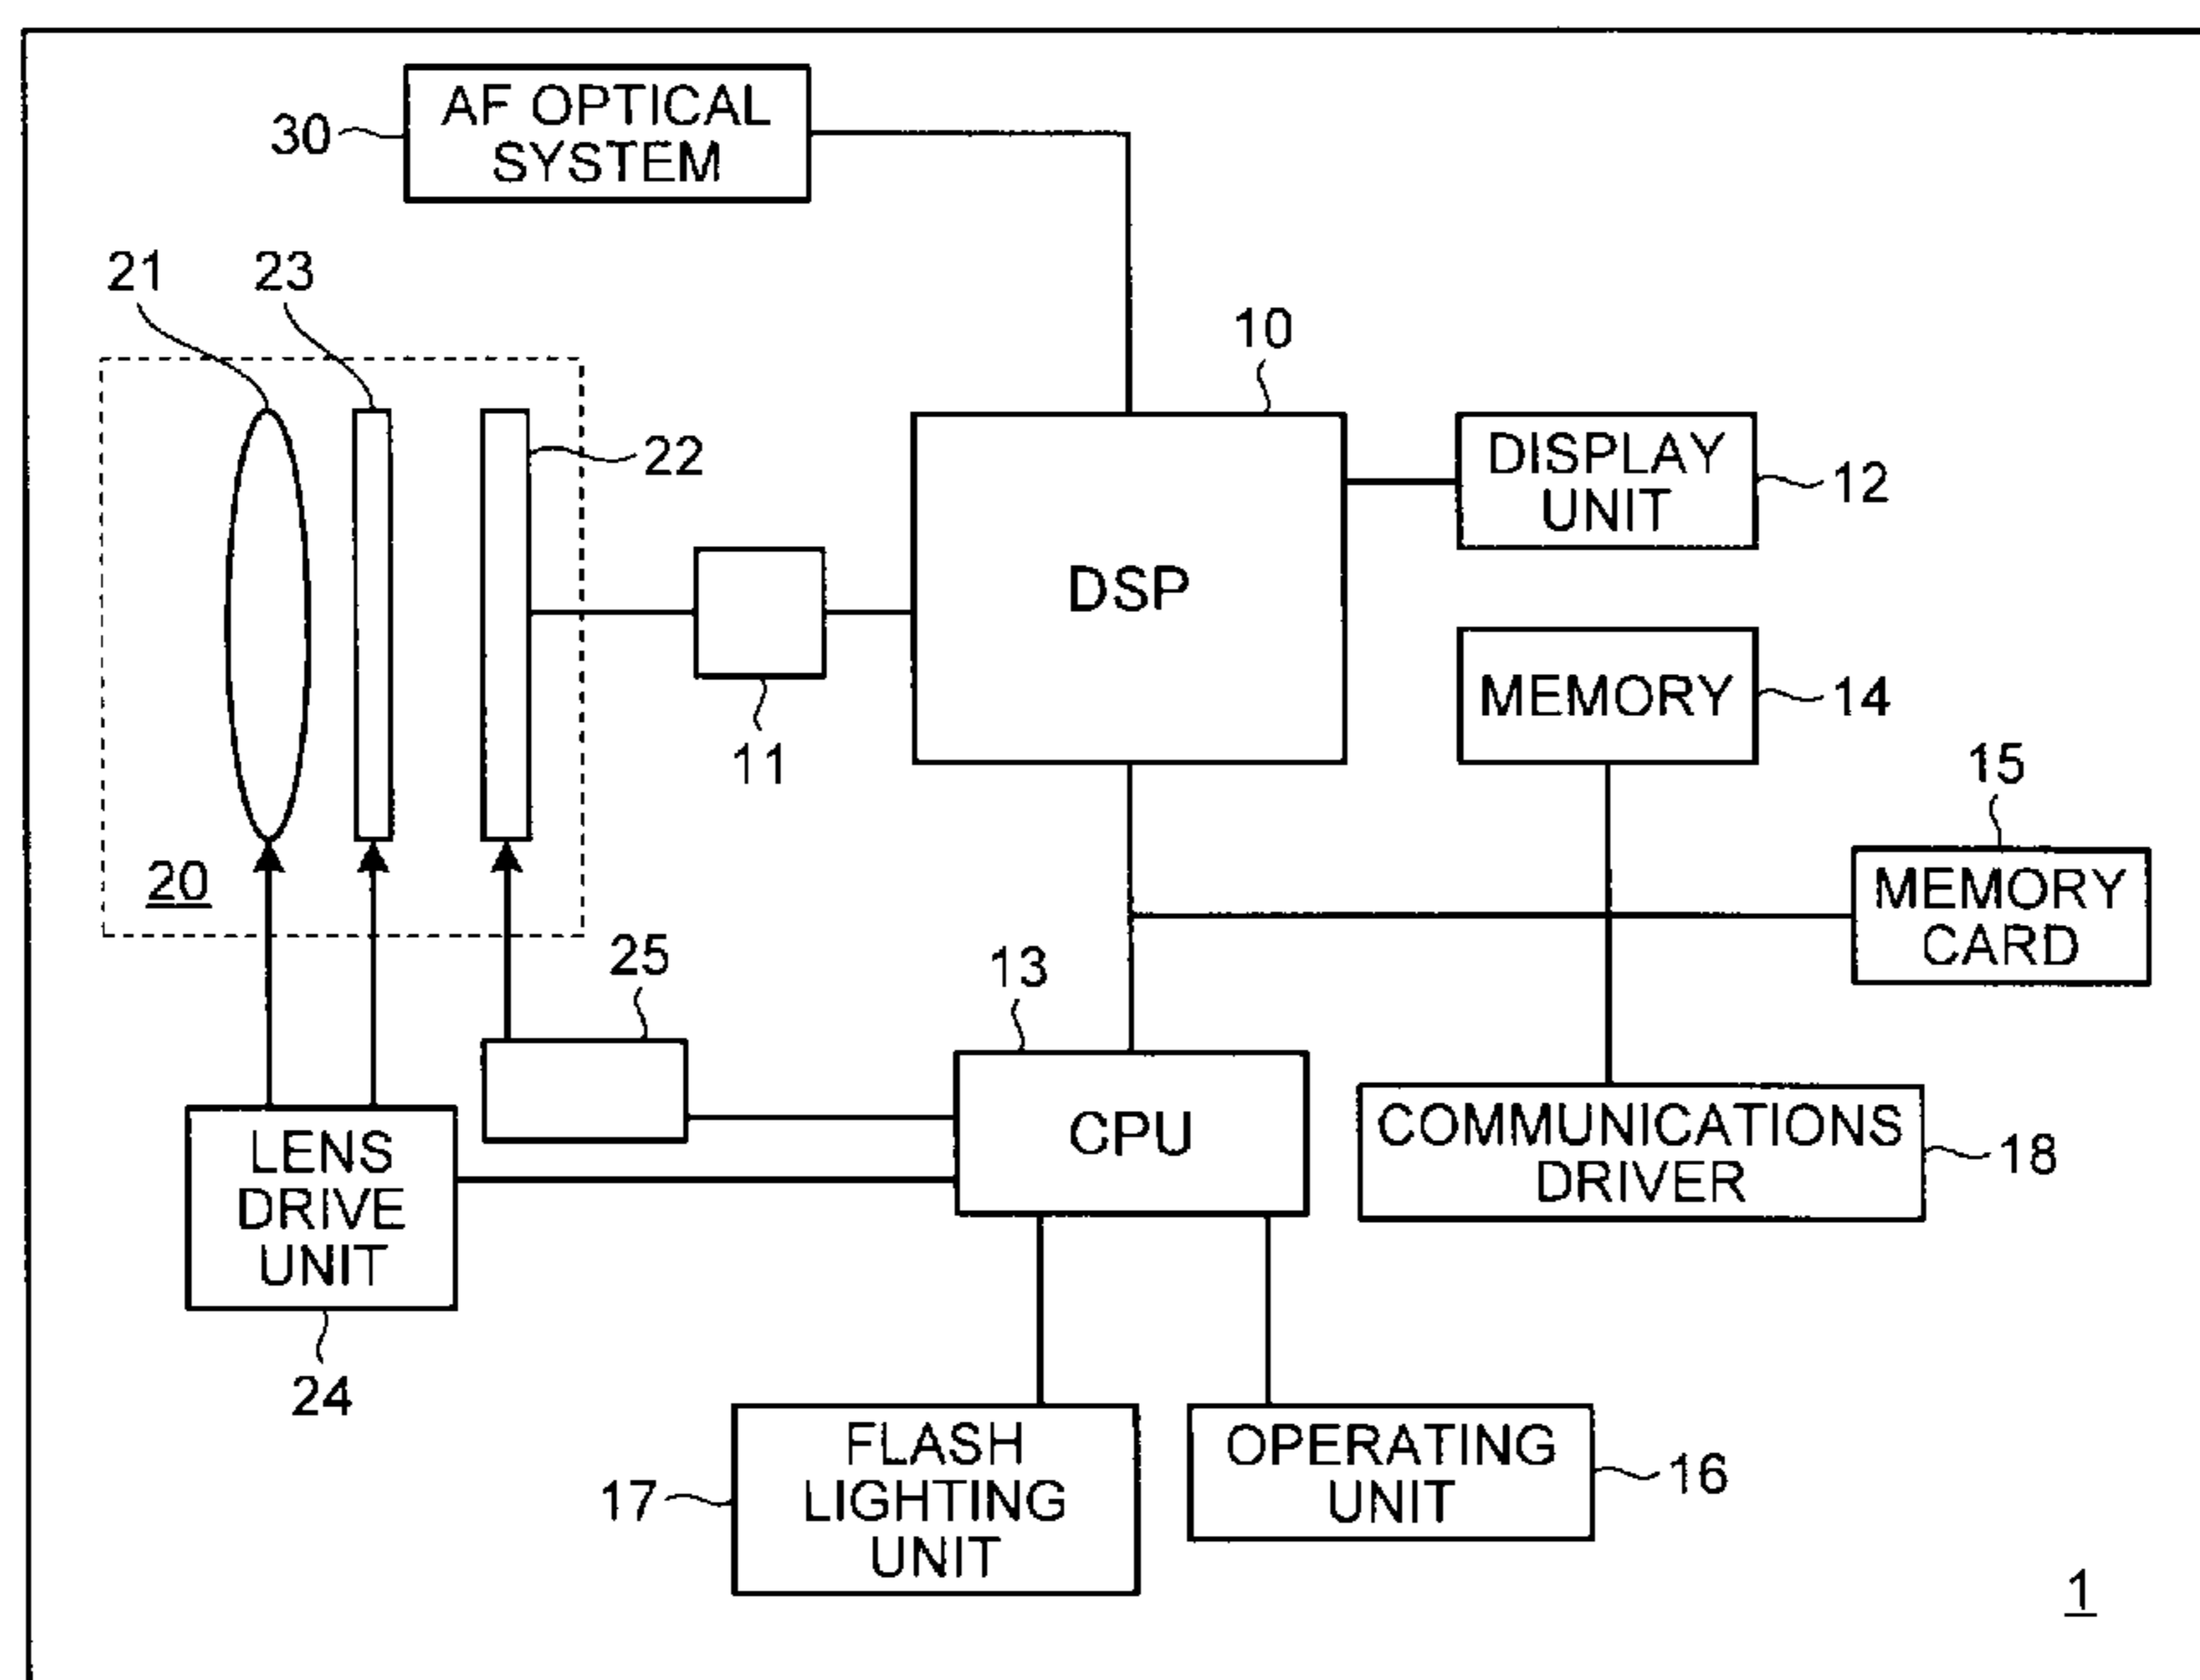 AF OPTICAL
SYSTEM
30
21
23
10
22
DISPLAY
UNIT
12
DSP
MEMORY
14
11
15
MEMORY
CARD
20
25
13
LENS
DRIVE
UNIT
CPU
COMMUNICATIONS
DRIVER
18
24
FLASH
LIGHTING
UNIT
17
OPERATING
UNIT
16
1